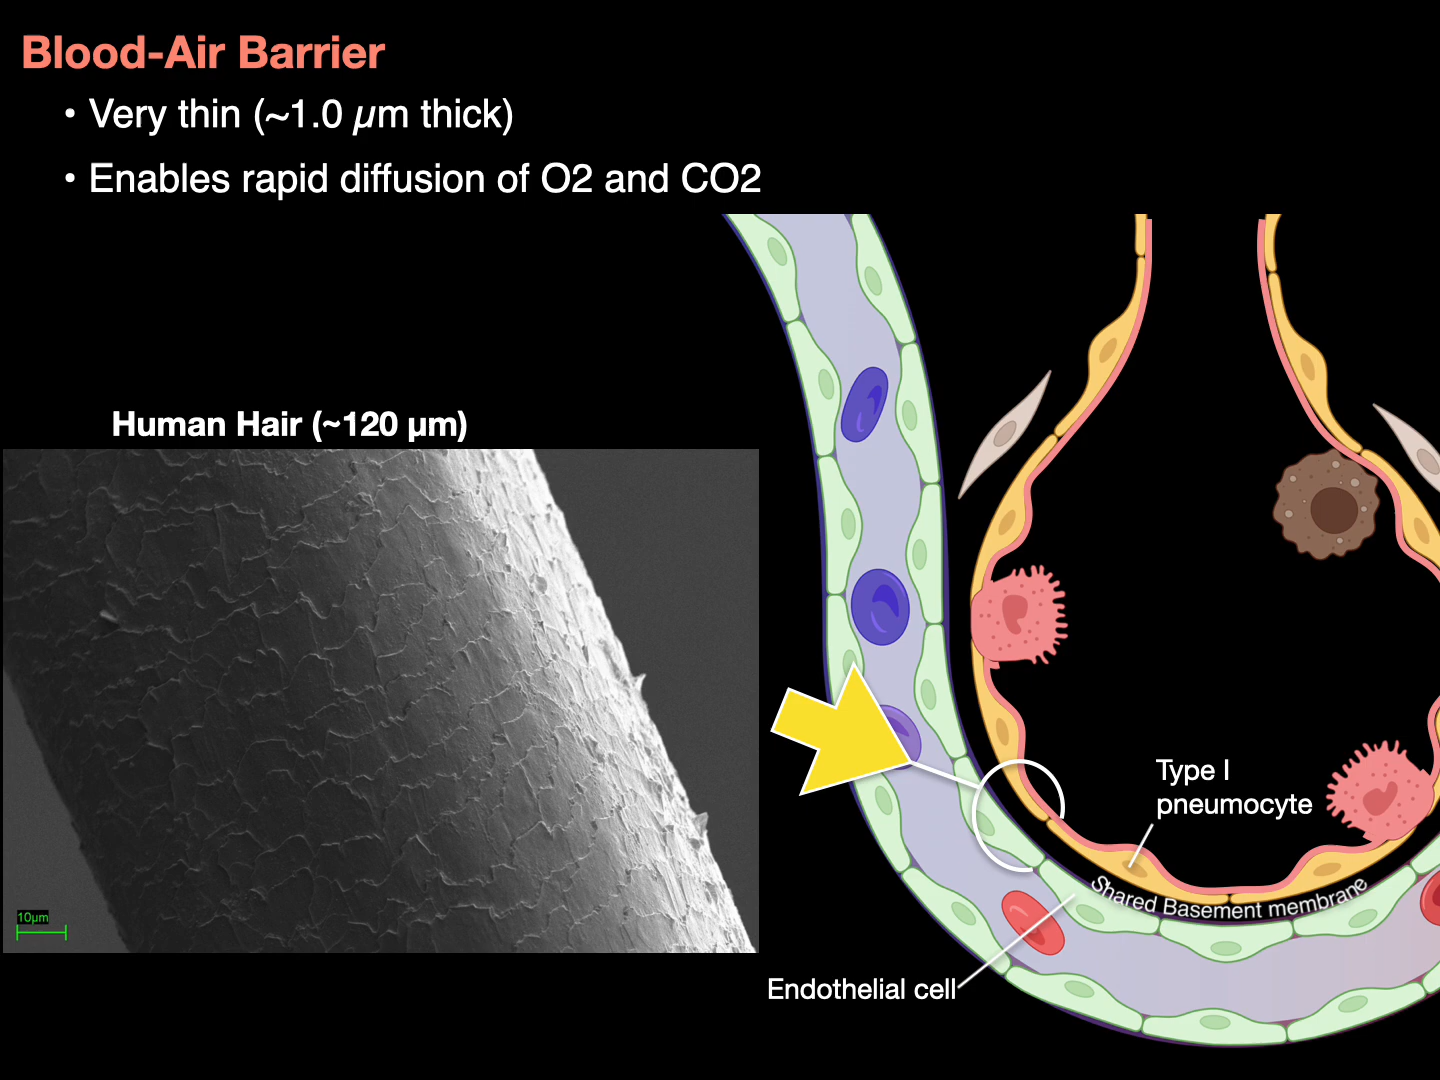 Blood-Air Barrier
• Very thin (~1.0 µm thick)
• Enables rapid diffusion of O2 and CO2
Human Hair (~120 µm)
10µm
Type I
pneumocyte
Shared Basement membrane
Endothelial cell